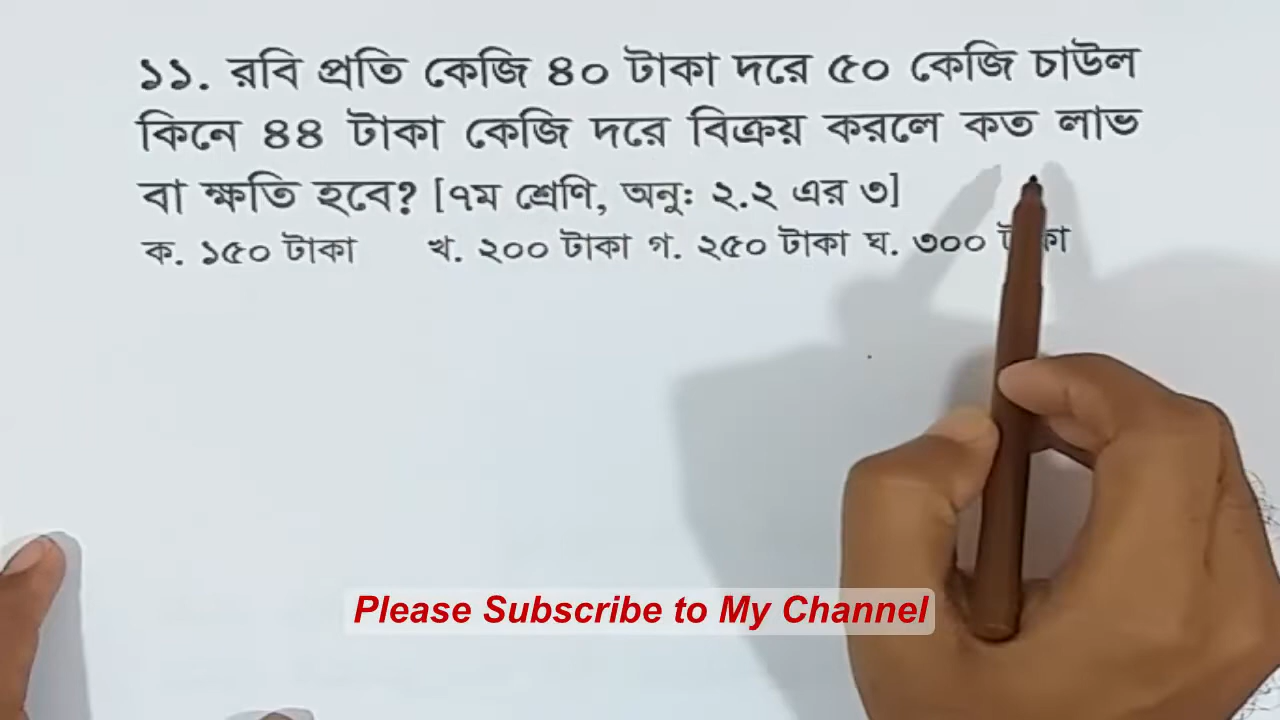 ১১. রবি প্রতি কেজি ৪০ টাকা দরে ৫০ কেজি চাউল
কিনে ৪৪ টাকা কেজি দরে বিক্রয় করলে কত লাভ
বা ক্ষতি হবে? [৭ম শ্রেণি, অনুঃ ২.২ এর ৩]
ক. ১৫০ টাকা খ. ২০০ টাকা গ. ২৫০ টাকা ঘ. ৩০০ টাকা
Please Subscribe to My Channel